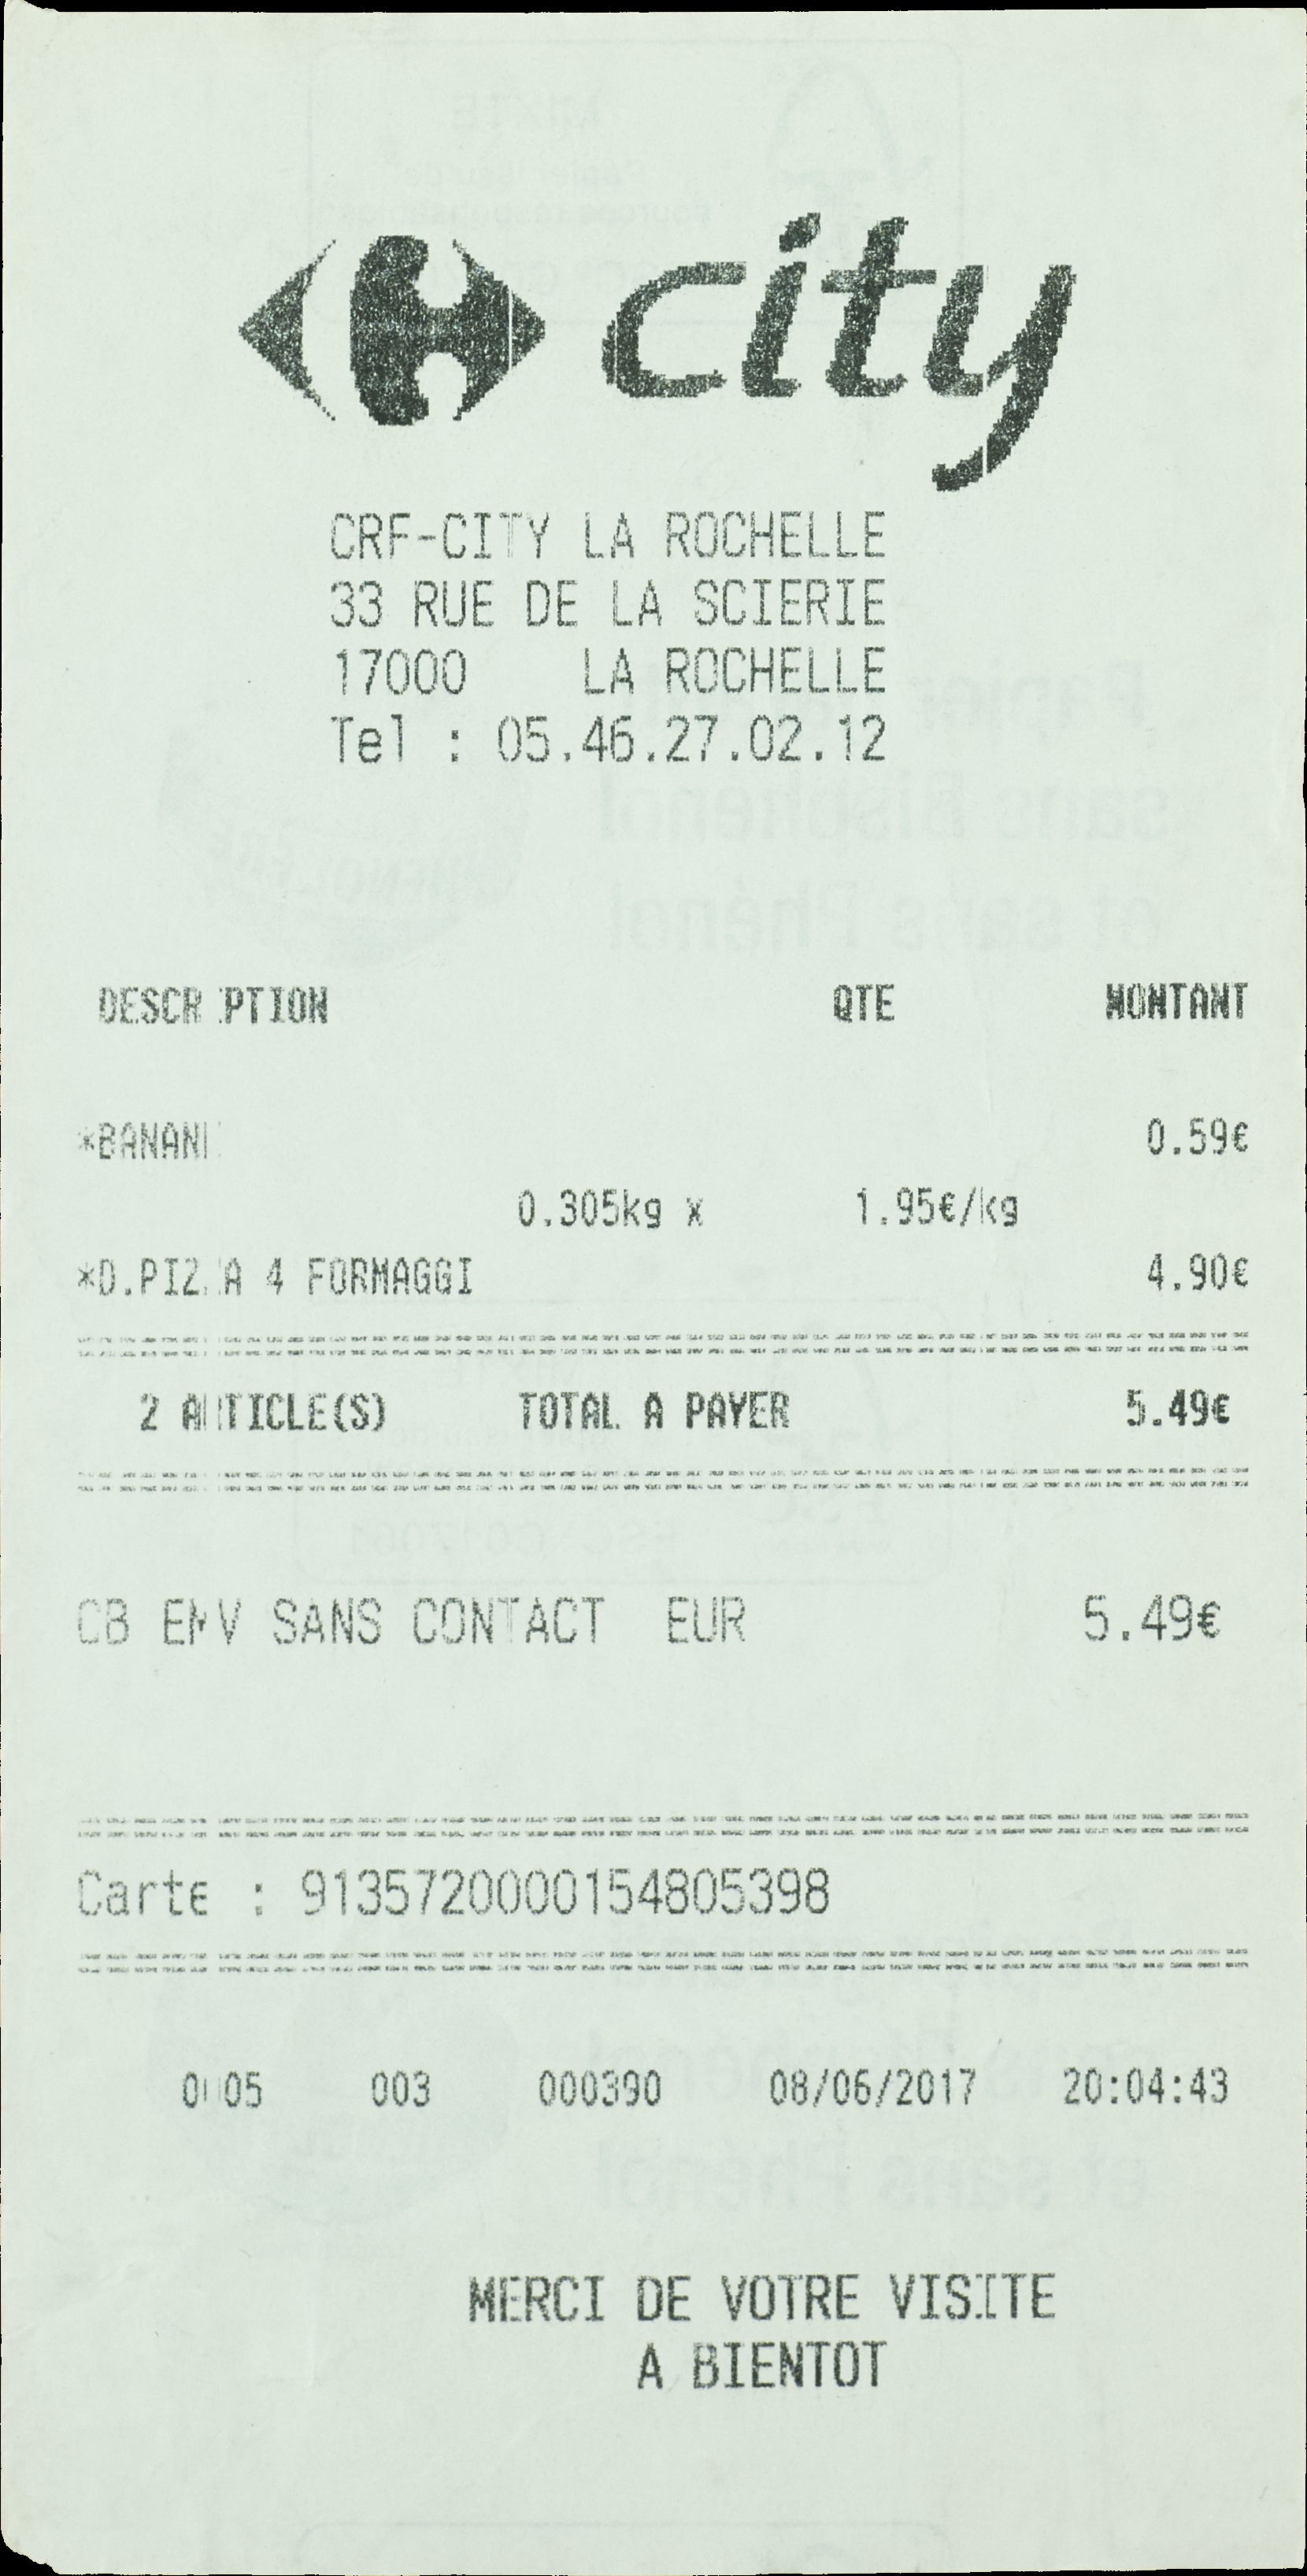 city
CRF-CITY LA ROCHELLE
33 RUE DE LA SCIERIE
17000 LA ROCHELLE
Tel : 05.46.27.02.12
DESCRIPTION QTE MONTANT
*BANANE 0.59€
0.305kg x 1.95€/kg
*D.PIZZA 4 FORMAGGI 4.90€
2 ARTICLE(S) TOTAL A PAYER 5.49€
CB EMV SANS CONTACT EUR 5.49€
Carte : 9135720000154805398
0005 003 000390 08/06/2017 20:04:43
MERCI DE VOTRE VISITE
A BIENTOT